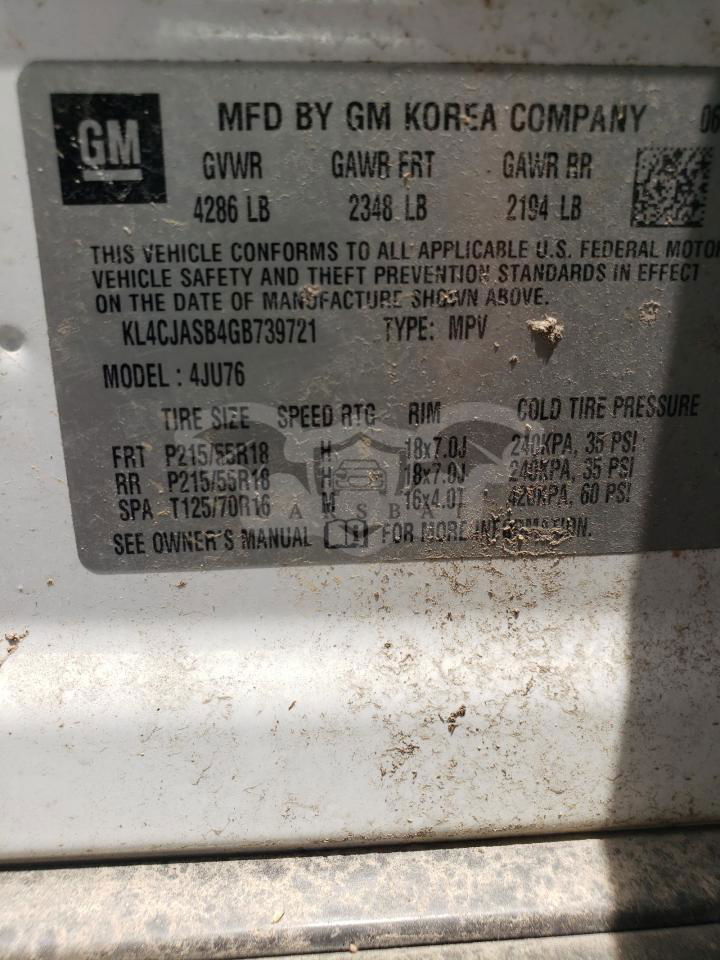 GM
MFD BY GM KOREA COMPANY 06
GVWR GAWR FRT GAWR RR
4286 LB 2348 LB 2194 LB
THIS VEHICLE CONFORMS TO ALL APPLICABLE U.S. FEDERAL MOTO
VEHICLE SAFETY AND THEFT PREVENTION STANDARDS IN EFFECT
ON THE DATE OF MANUFACTURE SHOWN ABOVE.
KL4CJASB4GB739721 TYPE: MPV
MODEL : 4JU76
TIRE SIZE SPEED RTG RIM COLD TIRE PRESSURE
FRT P215/55R18 H 18x7.0J 240KPA, 35 PSI
RR P215/55R18 H 18x7.0J 240KPA, 35 PSI
SPA T125/70R16 M 16x4.0T 420KPA, 60 PSI
SEE OWNER'S MANUAL FOR MORE INFORMATION.